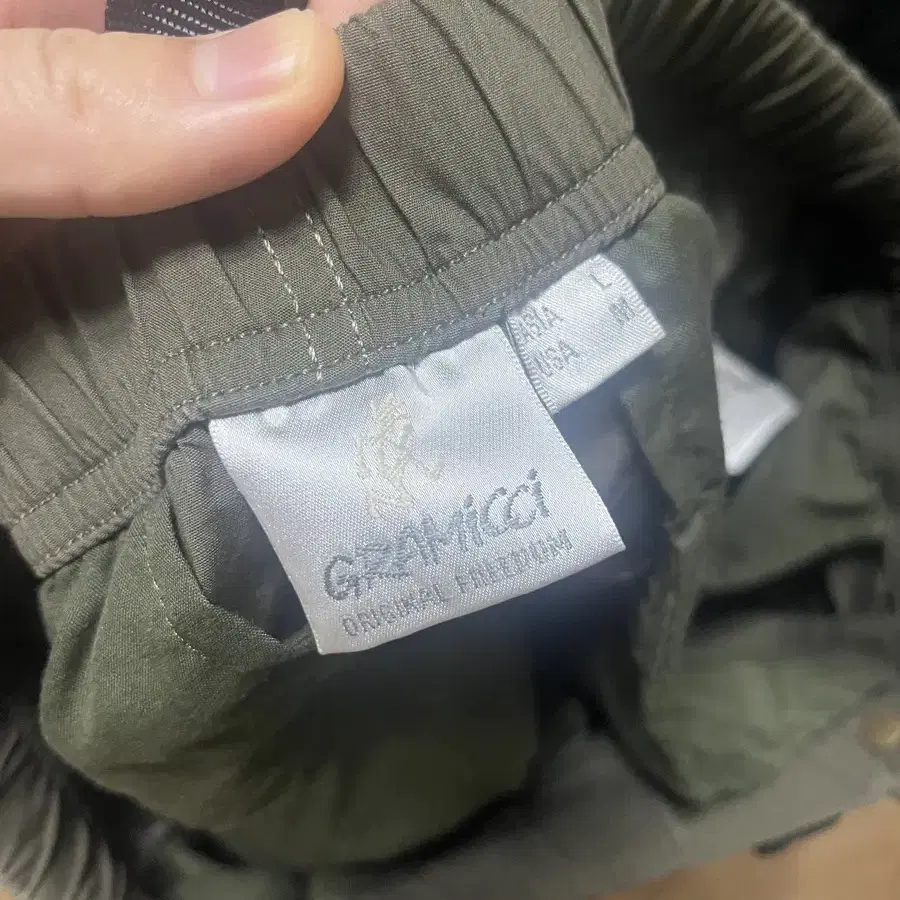 ASIA L
USA M
GRAMiCCi
ORIGINAL FREEDOM